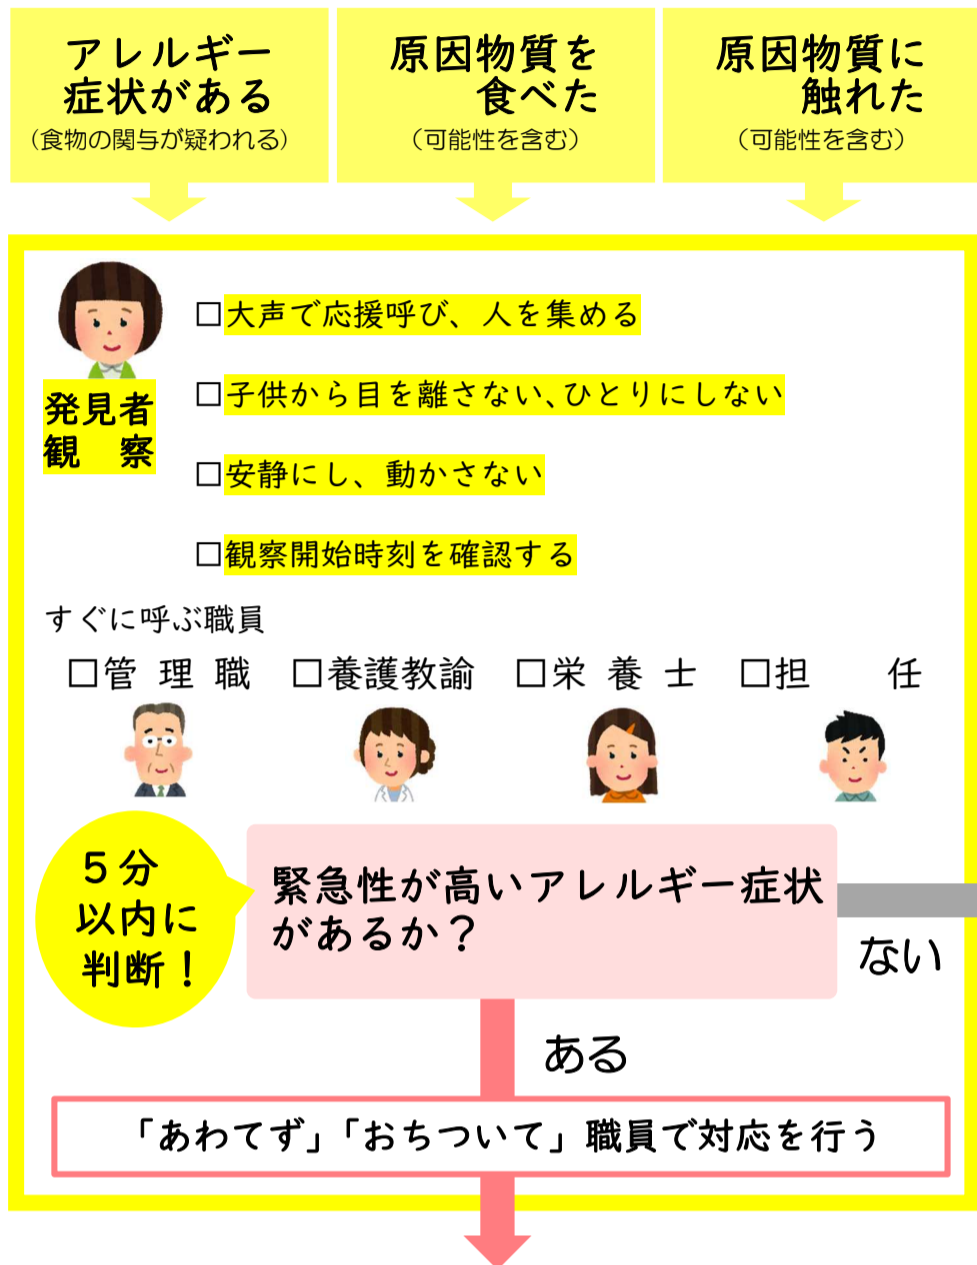 アレルギー
症状がある
（食物の関与が疑われる）
原因物質を
食べた
（可能性を含む）
原因物質に
触れた
（可能性を含む）
発見者
観　察
□大声で応援呼び、人を集める
□子供から目を離さない、ひとりにしない
□安静にし、動かさない
□観察開始時刻を確認する
すぐに呼ぶ職員
□管 理 職　□養護教諭　□栄 養 士　□担　　任
５分
以内に
判断！
緊急性が高いアレルギー症状
があるか？
ない
ある
「あわてず」「おちついて」職員で対応を行う